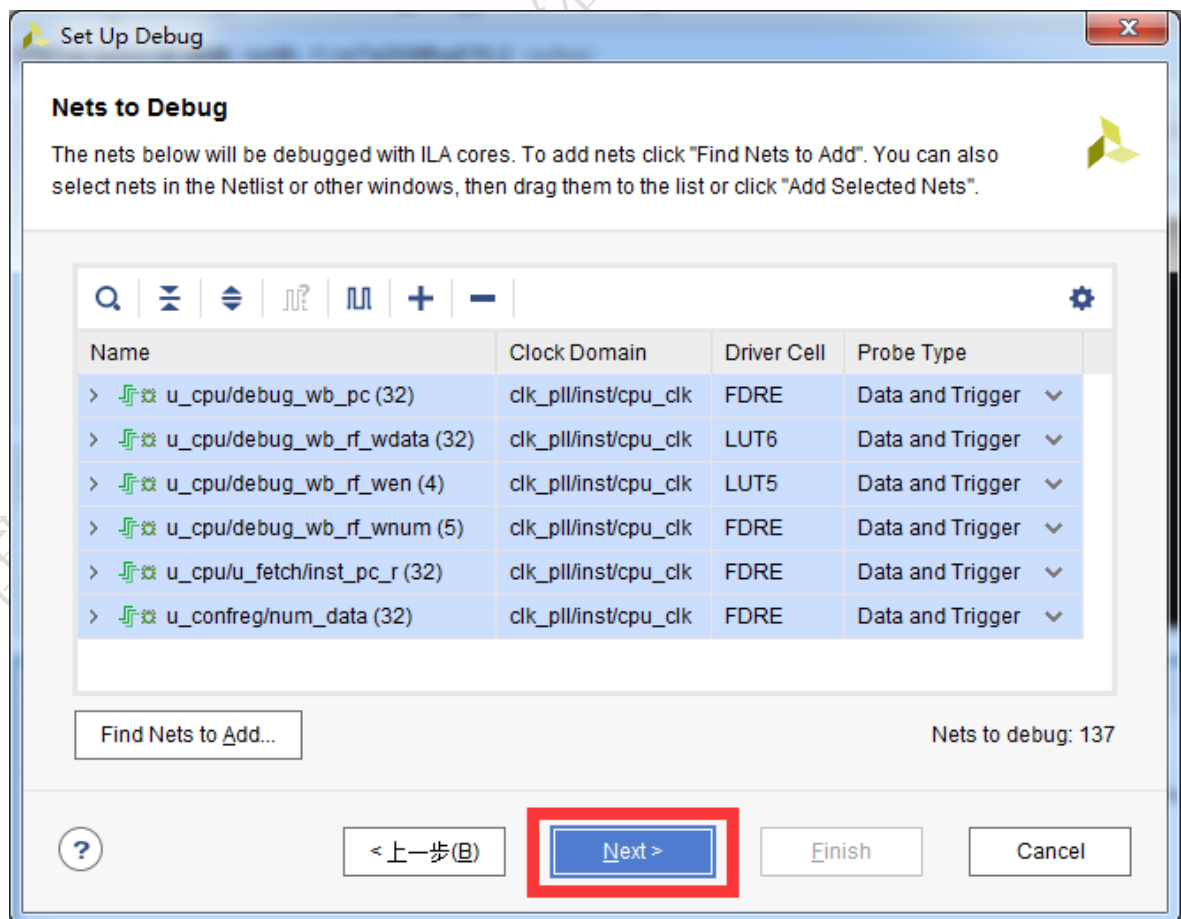 Set Up Debug
Nets to Debug
The nets below will be debugged with ILA cores. To add nets click "Find Nets to Add". You can also
select nets in the Netlist or other windows, then drag them to the list or click "Add Selected Nets".
Name Clock Domain Driver Cell Probe Type
u_cpu/debug_wb_pc (32) clk_pll/inst/cpu_clk FDRE Data and Trigger
u_cpu/debug_wb_rf_wdata (32) clk_pll/inst/cpu_clk LUT6 Data and Trigger
u_cpu/debug_wb_rf_wen (4) clk_pll/inst/cpu_clk LUT5 Data and Trigger
u_cpu/debug_wb_rf_wnum (5) clk_pll/inst/cpu_clk FDRE Data and Trigger
u_cpu/u_fetch/inst_pc_r (32) clk_pll/inst/cpu_clk FDRE Data and Trigger
u_confreg/num_data (32) clk_pll/inst/cpu_clk FDRE Data and Trigger
Find Nets to Add... Nets to debug: 137
? <上一步(B) Next > Finish Cancel